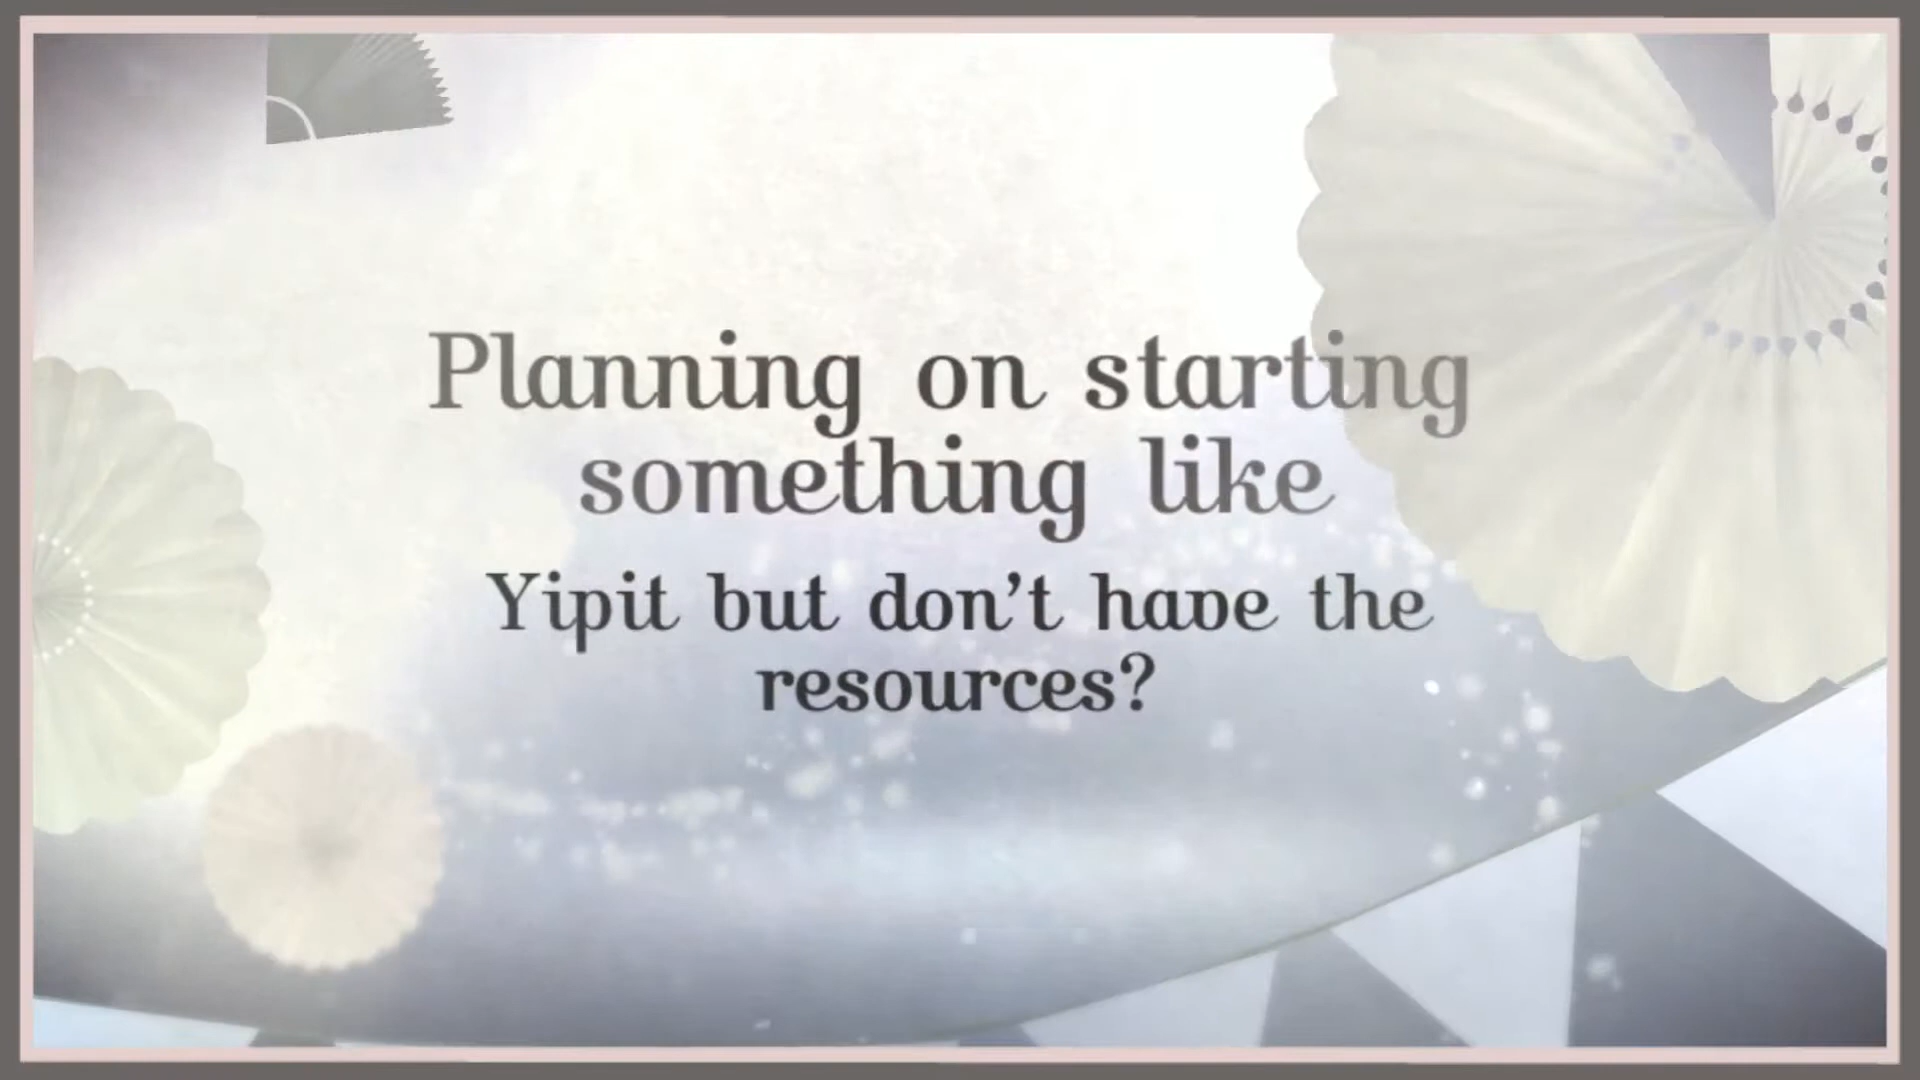 Planning on starting
something like
Yipit but don't have the
resources?